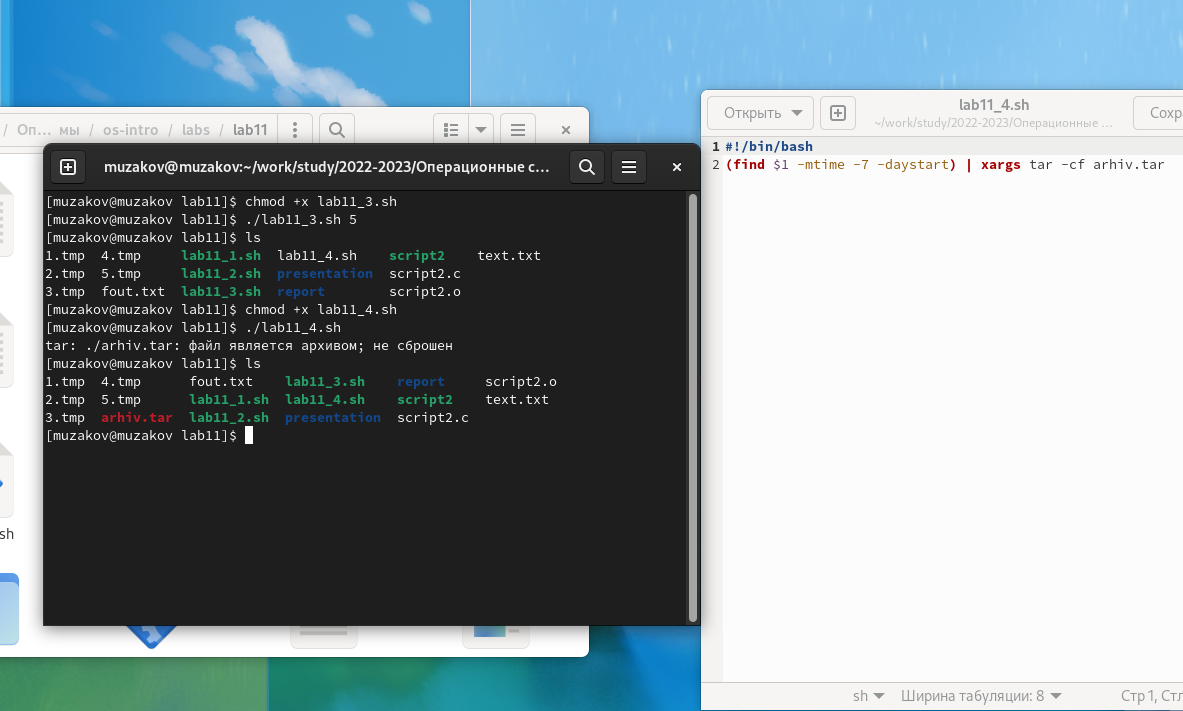 / Оп… мы / os-intro / labs / lab11
muzakov@muzakov:~/work/study/2022-2023/Операционные с…
[muzakov@muzakov lab11]$ chmod +x lab11_3.sh
[muzakov@muzakov lab11]$ ./lab11_3.sh 5
[muzakov@muzakov lab11]$ ls
1.tmp 4.tmp lab11_1.sh lab11_4.sh script2 text.txt
2.tmp 5.tmp lab11_2.sh presentation script2.c
3.tmp fout.txt lab11_3.sh report script2.o
[muzakov@muzakov lab11]$ chmod +x lab11_4.sh
[muzakov@muzakov lab11]$ ./lab11_4.sh
tar: ./arhiv.tar: файл является архивом; не сброшен
[muzakov@muzakov lab11]$ ls
1.tmp 4.tmp fout.txt lab11_3.sh report script2.o
2.tmp 5.tmp lab11_1.sh lab11_4.sh script2 text.txt
3.tmp arhiv.tar lab11_2.sh presentation script2.c
[muzakov@muzakov lab11]$
sh
Открыть
lab11_4.sh
~/work/study/2022-2023/Операционные …
Сохр
1 #!/bin/bash
2 (find $1 -mtime -7 -daystart) | xargs tar -cf arhiv.tar
sh
Ширина табуляции: 8
Стр 1, Стл